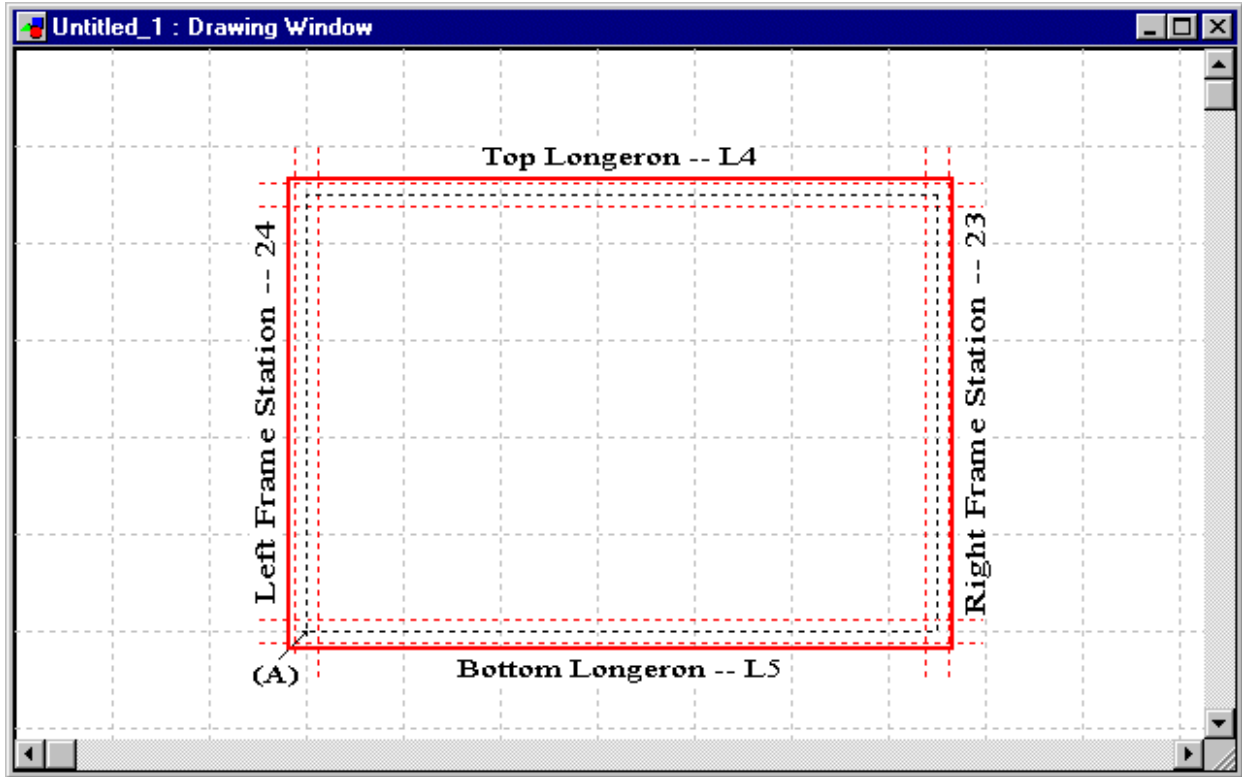 Untitled_1 : Drawing Window
Top Longeron -- L4
Left Frame Station -- 24
Right Frame Station -- 23
(A)
Bottom Longeron -- L5